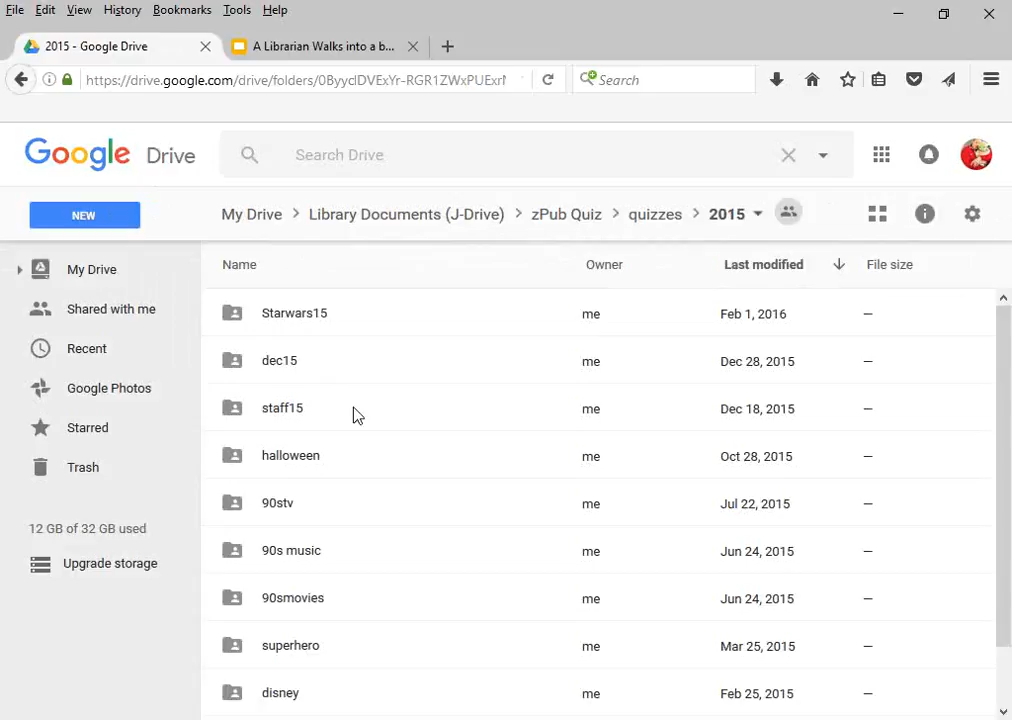 File Edit View History Bookmarks Tools Help
2015 - Google Drive
A Librarian Walks into a b...
https://drive.google.com/drive/folders/0ByyclDVExYr-RGR1ZWxPUExrN
Search
Google Drive
Search Drive
NEW
My Drive > Library Documents (J-Drive) > zPub Quiz > quizzes > 2015
My Drive
Shared with me
Recent
Google Photos
Starred
Trash
12 GB of 32 GB used
Upgrade storage
Name Owner Last modified File size
Starwars15 me Feb 1, 2016 —
dec15 me Dec 28, 2015 —
staff15 me Dec 18, 2015 —
halloween me Oct 28, 2015 —
90stv me Jul 22, 2015 —
90s music me Jun 24, 2015 —
90smovies me Jun 24, 2015 —
superhero me Mar 25, 2015 —
disney me Feb 25, 2015 —